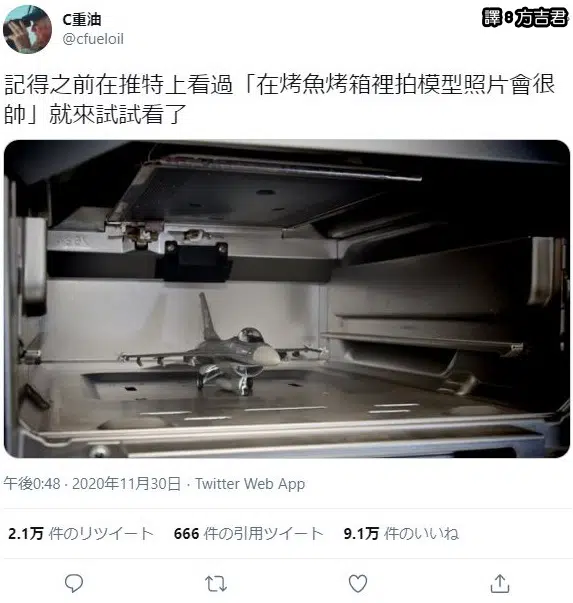 C重油
@cfueloil
譯8方吉君
記得之前在推特上看過「在烤魚烤箱裡拍模型照片會很
帥」就來試試看了
午後0:48 · 2020年11月30日 · Twitter Web App
2.1万 件のリツイート 666 件の引用ツイート 9.1万 件のいいね